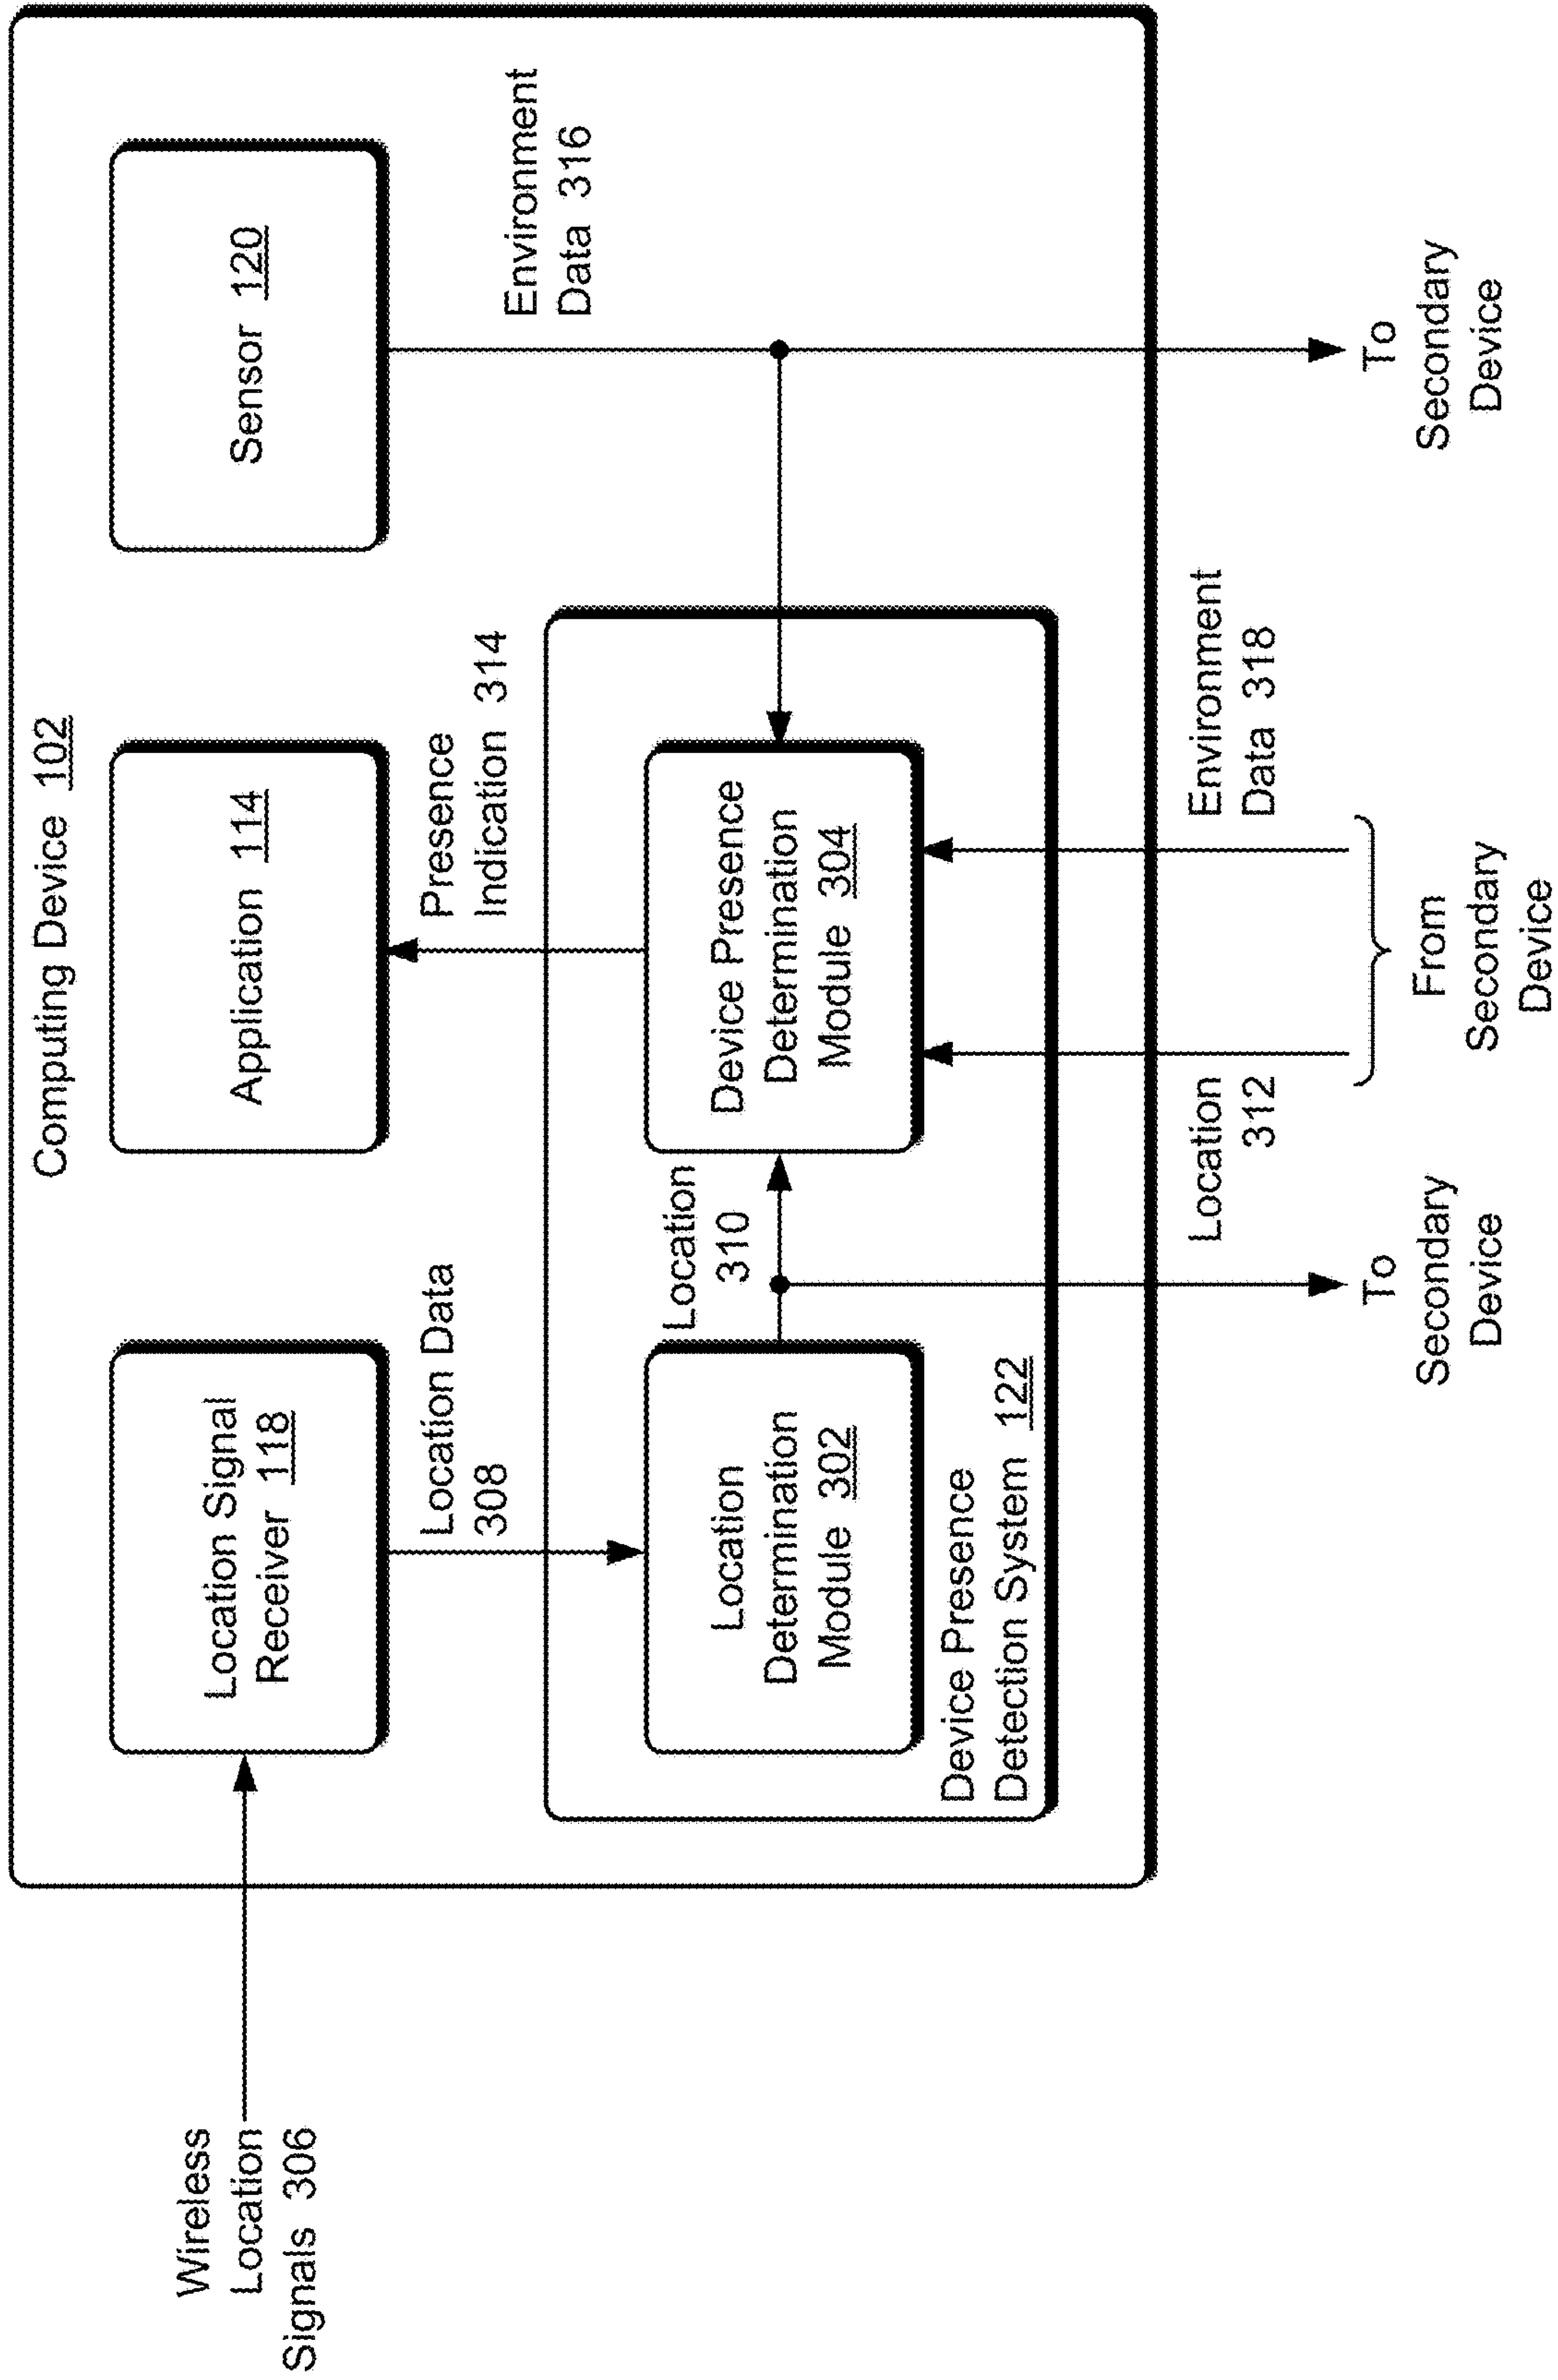 Computing Device 102
Wireless
Location
Signals 306
Location Signal
Receiver 118
Application 114
Sensor 120
Location Data
308
Presence
Indication 314
Environment
Data 316
Location
Determination
Module 302
Location
310
Device Presence
Determination
Module 304
Device Presence
Detection System 122
Location
312
Environment
Data 318
To
Secondary
Device
From
Secondary
Device
To
Secondary
Device